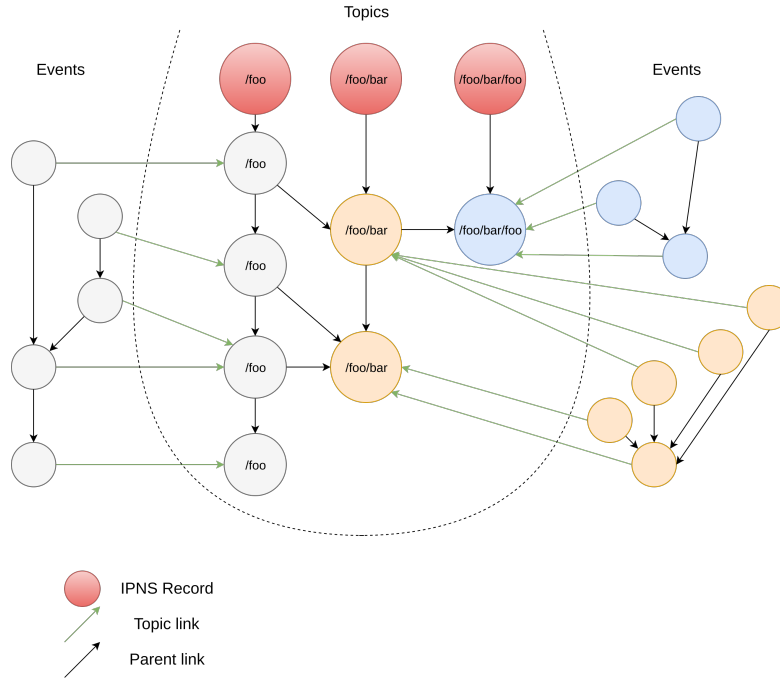 Topics
Events
Events
/foo
/foo/bar
/foo/bar/foo
/foo
/foo/bar
/foo/bar/foo
/foo
/foo
/foo/bar
/foo
IPNS Record
Topic link
Parent link